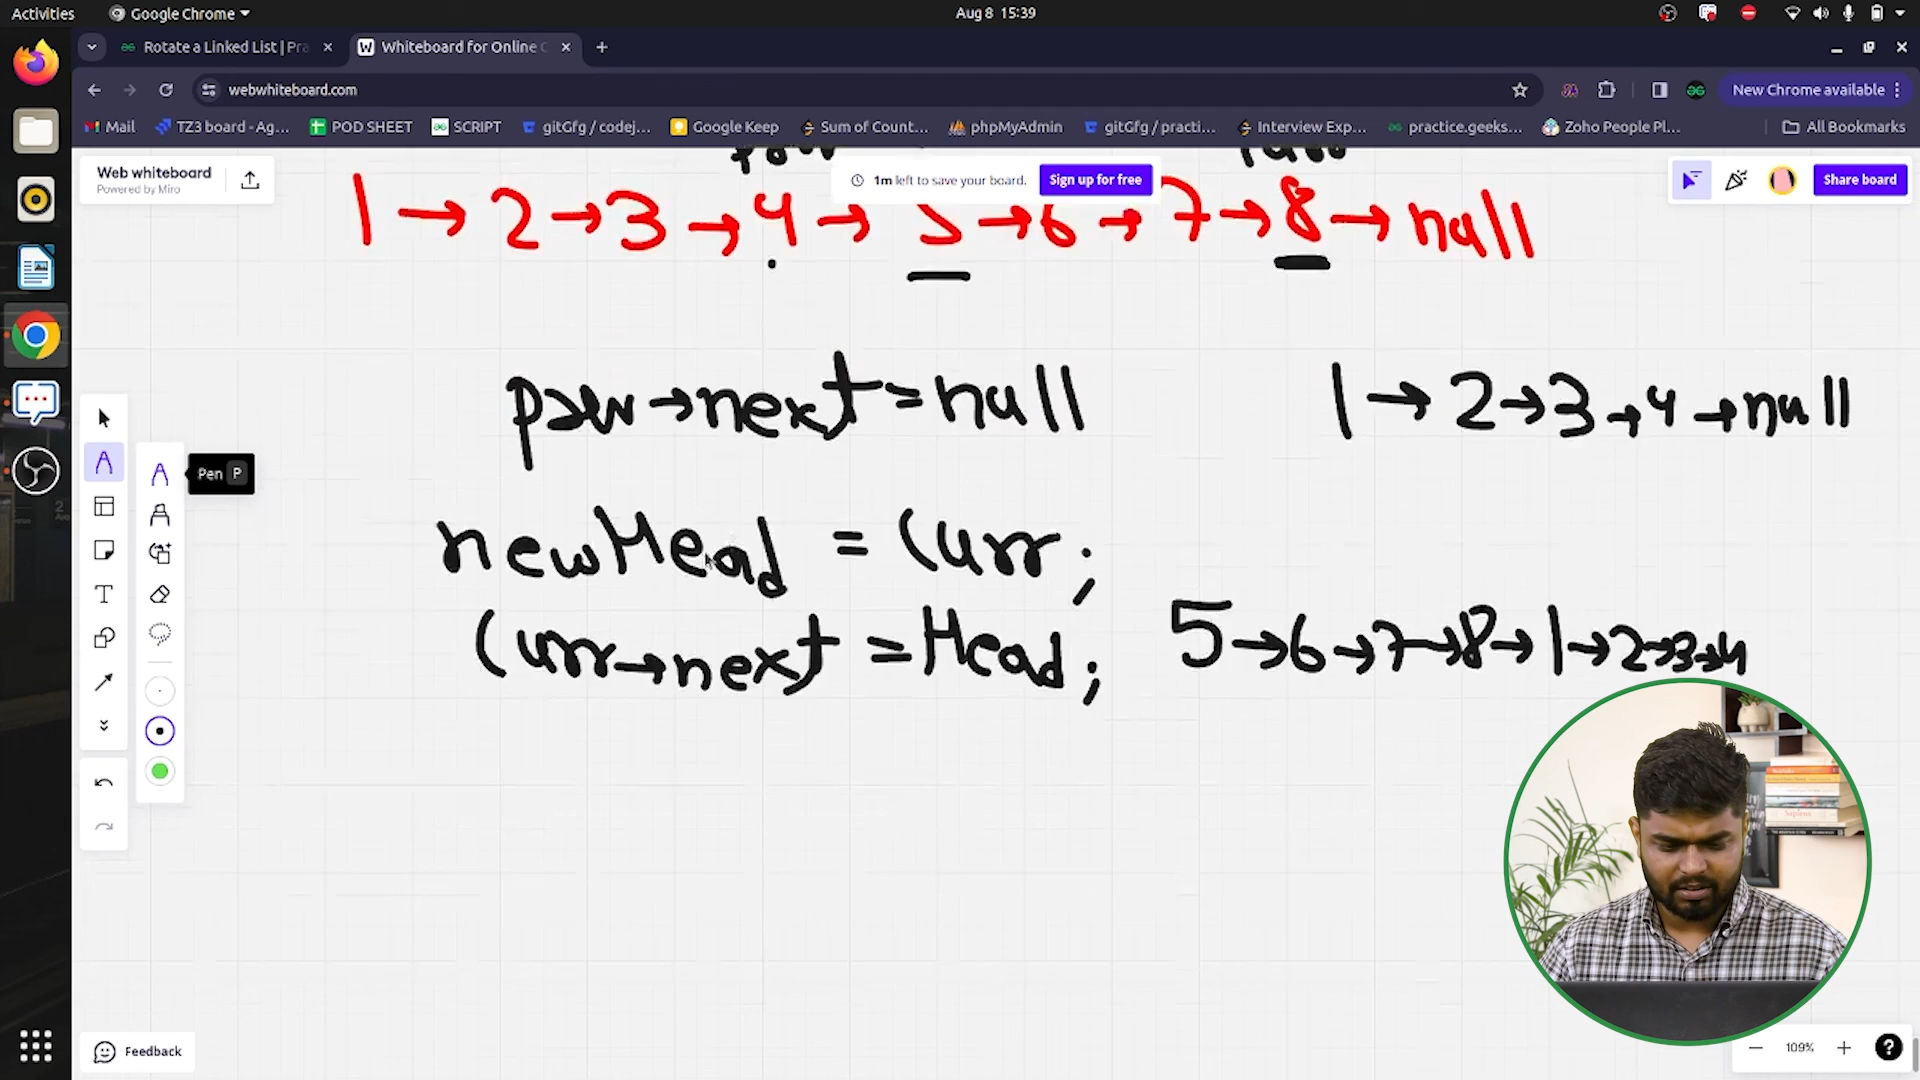 Activities Google Chrome Aug 8 15:39
Rotate a Linked List | Pra Whiteboard for Online C
webwhiteboard.com New Chrome available
Mail TZ3 board - Ag... POD SHEET SCRIPT gitGfg / codej... Google Keep Sum of Count... phpMyAdmin gitGfg / practi... Interview Exp... practice.geeks... Zoho People Pl... All Bookmarks
Web whiteboard
Powered by Miro
1m left to save your board. Sign up for free
Share board
1 → 2 → 3 → 4 → 5 → 6 → 7 → 8 → null
prev → next = null
1 → 2 → 3 → 4 → null
Pen P
newHead = Curr;
Curr → next = Head;
5 → 6 → 7 → 8 → 1 → 2 → 3 → 4
Feedback
109%